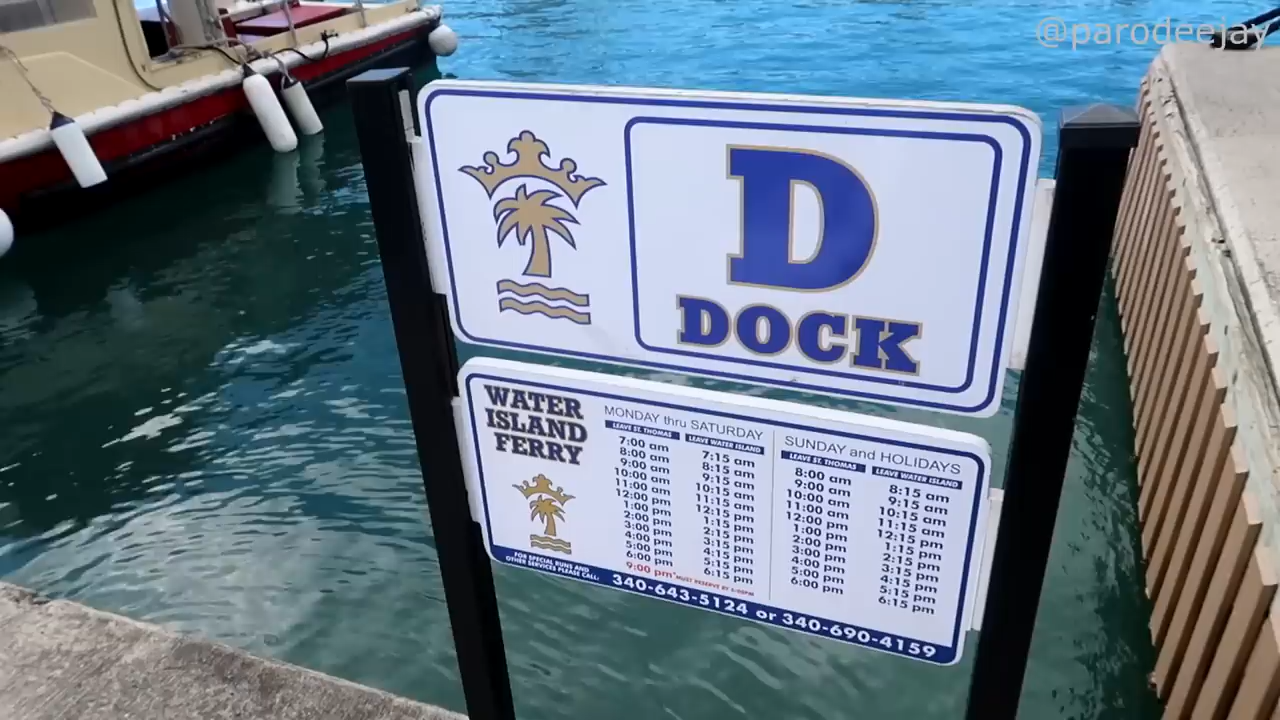 @parodeejay
D
DOCK
WATER
ISLAND
FERRY
MONDAY thru SATURDAY
LEAVE ST. THOMAS LEAVE WATER ISLAND
7:00 am 7:15 am
8:00 am 8:15 am
9:00 am 9:15 am
10:00 am 10:15 am
11:00 am 11:15 am
12:00 pm 12:15 pm
1:00 pm 1:15 pm
2:00 pm 2:15 pm
3:00 pm 3:15 pm
4:00 pm 4:15 pm
5:00 pm 5:15 pm
6:00 pm 6:15 pm
9:00 pm *MUST RESERVE BY 5:00PM
SUNDAY and HOLIDAYS
LEAVE ST. THOMAS LEAVE WATER ISLAND
8:00 am 8:15 am
9:00 am 9:15 am
10:00 am 10:15 am
11:00 am 11:15 am
12:00 pm 12:15 pm
1:00 pm 1:15 pm
2:00 pm 2:15 pm
3:00 pm 3:15 pm
4:00 pm 4:15 pm
5:00 pm 5:15 pm
6:00 pm 6:15 pm
FOR SPECIAL RUNS AND
OTHER SERVICES PLEASE CALL:
340-643-5124 or 340-690-4159